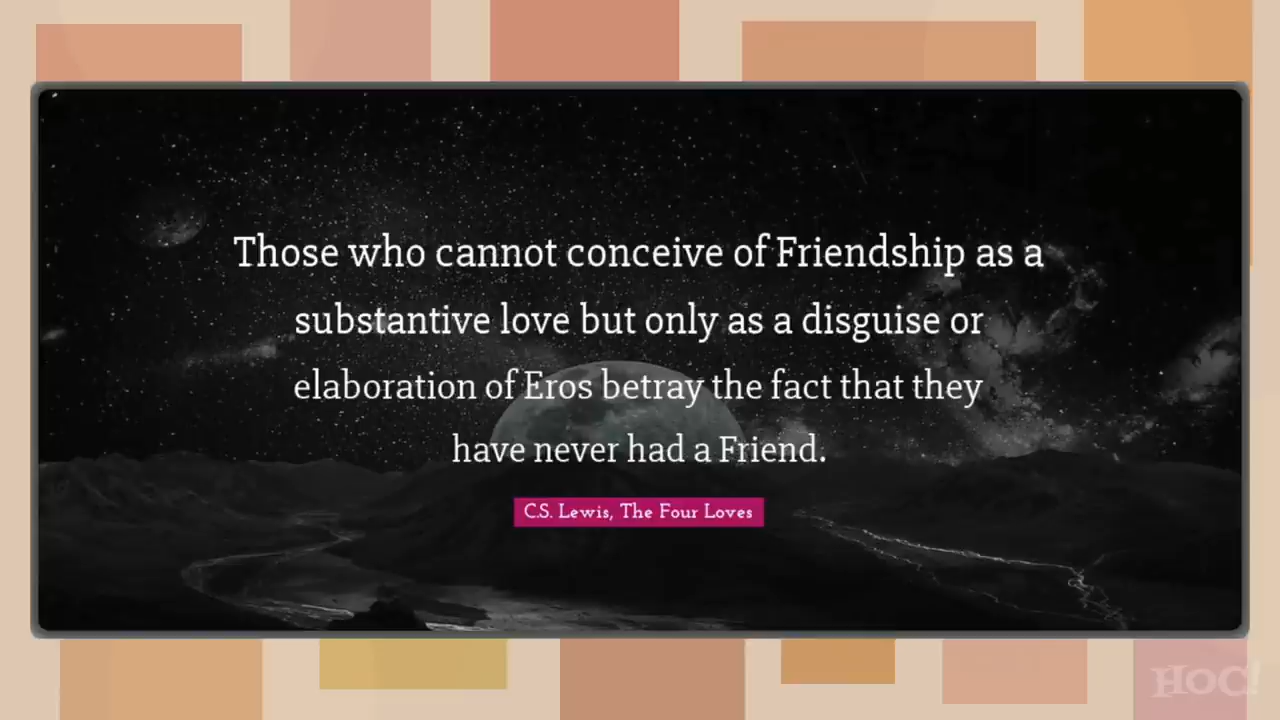 Those who cannot conceive of Friendship as a
substantive love but only as a disguise or
elaboration of Eros betray the fact that they
have never had a Friend.
C.S. Lewis, The Four Loves
HOC!